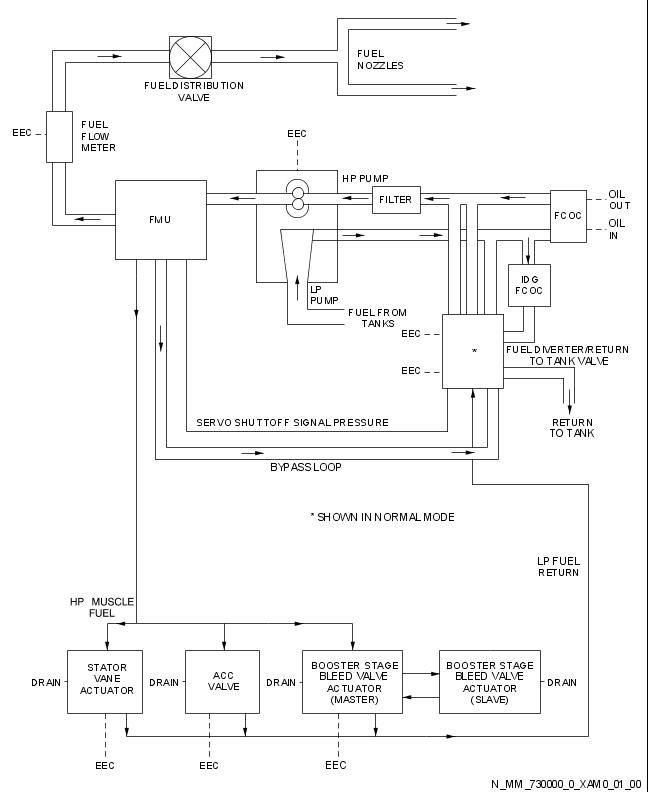 FUEL
NOZZLES
FUEL DISTRIBUTION
VALVE
EEC
FUEL
FLOW
METER
EEC
HP PUMP
FMU
FILTER
FCOC
OIL
OUT
OIL
IN
IDG
FCOC
LP
PUMP
FUEL FROM
TANKS
EEC
*
FUEL DIVERTER/RETURN
TO TANK VALVE
EEC
RETURN
TO TANK
SERVO SHUTTOFF SIGNAL PRESSURE
BYPASS LOOP
* SHOWN IN NORMAL MODE
LP FUEL
RETURN
HP MUSCLE
FUEL
STATOR
VANE
ACTUATOR
DRAIN
ACC
VALVE
DRAIN
BOOSTER STAGE
BLEED VALVE
ACTUATOR
(MASTER)
DRAIN
BOOSTER STAGE
BLEED VALVE
ACTUATOR
(SLAVE)
DRAIN
EEC
EEC
EEC
N_MM_730000_0_XAM0_01_00